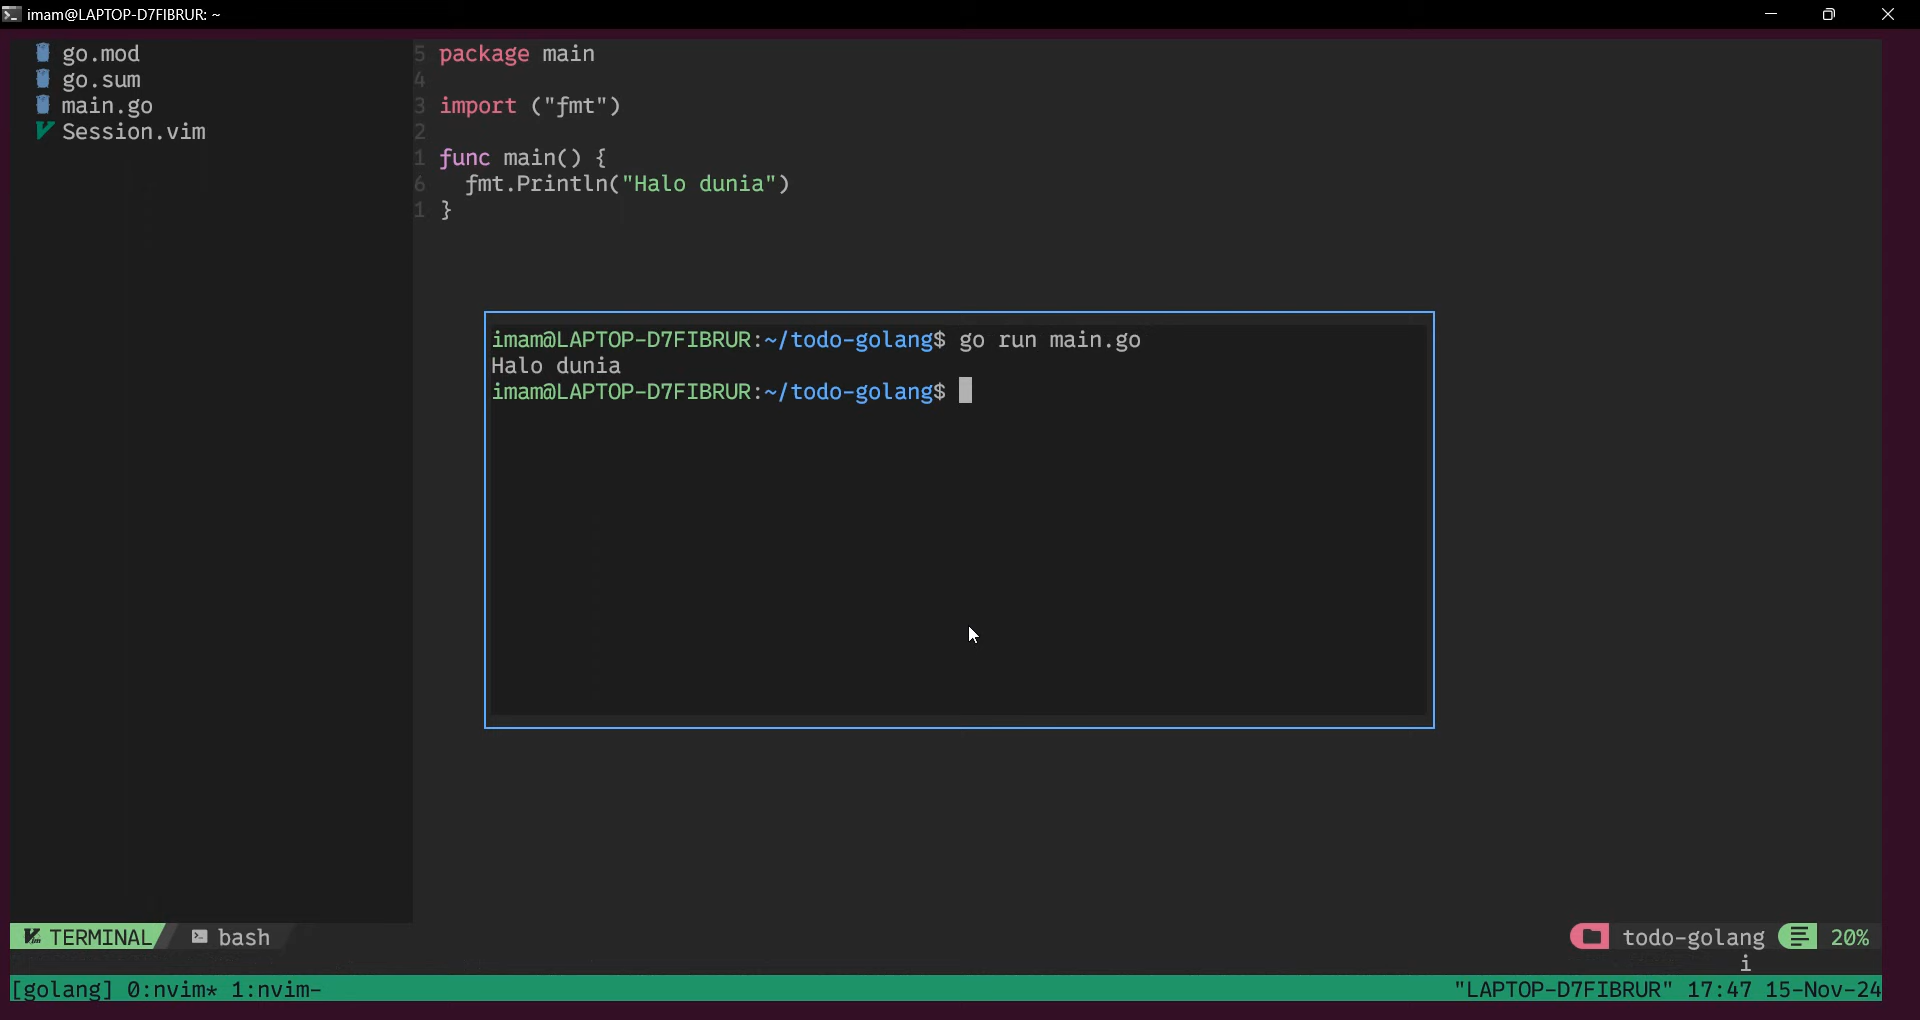 imam@LAPTOP-D7FIBRUR: ~
go.mod
go.sum
main.go
Session.vim
5 package main
4
3 import ("fmt")
2
1 func main() {
6 fmt.Println("Halo dunia")
1 }
imam@LAPTOP-D7FIBRUR:~/todo-golang$ go run main.go
Halo dunia
imam@LAPTOP-D7FIBRUR:~/todo-golang$
TERMINAL bash todo-golang 20%
i
[golang] 0:nvim* 1:nvim- "LAPTOP-D7FIBRUR" 17:47 15-Nov-24